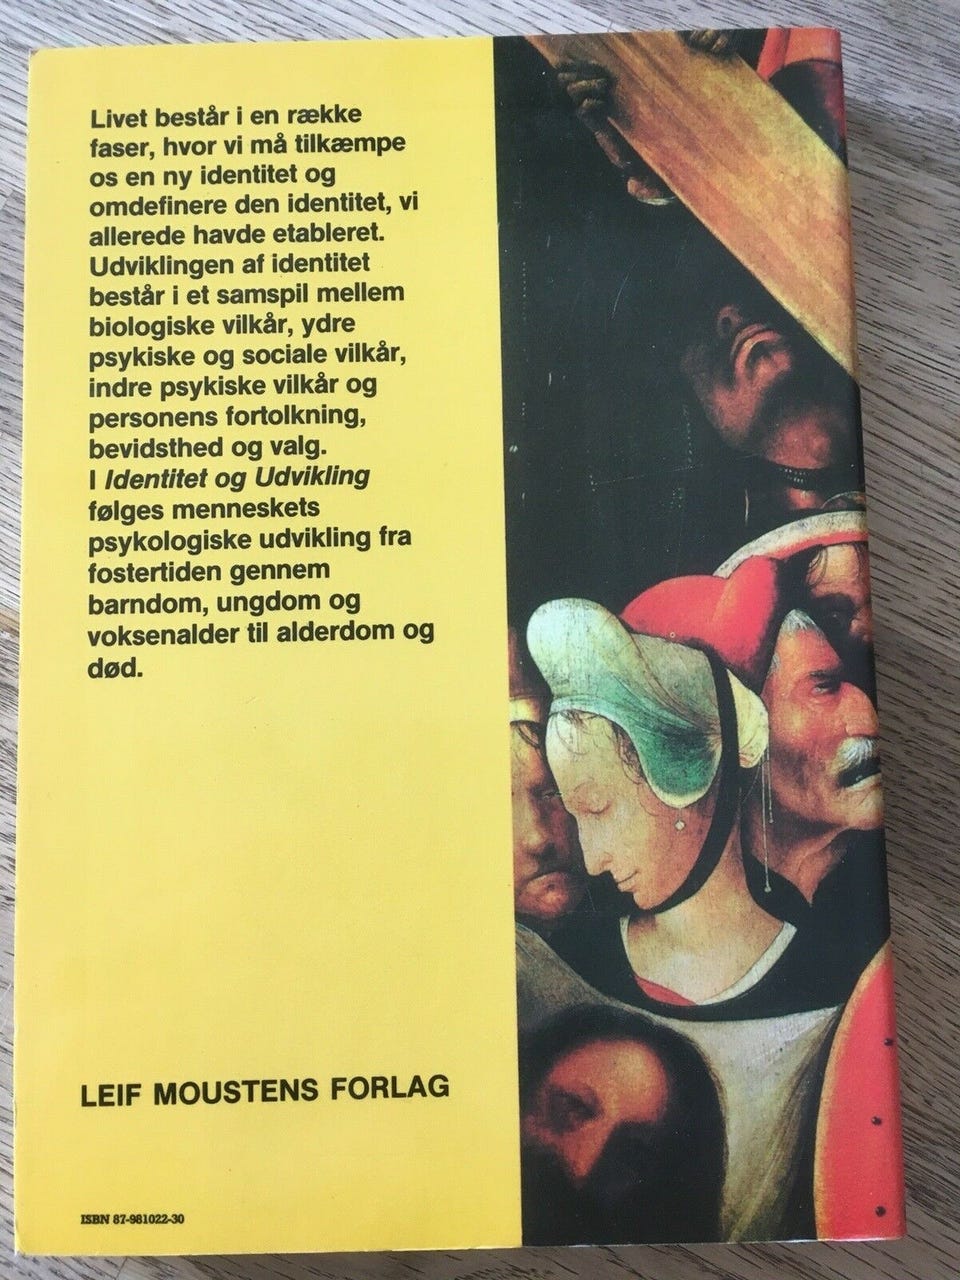 Livet består i en række
faser, hvor vi må tilkæmpe
os en ny identitet og
omdefinere den identitet, vi
allerede havde etableret.
Udviklingen af identitet
består i et samspil mellem
biologiske vilkår, ydre
psykiske og sociale vilkår,
indre psykiske vilkår og
personens fortolkning,
bevidsthed og valg.
I Identitet og Udvikling
følges menneskets
psykologiske udvikling fra
fostertiden gennem
barndom, ungdom og
voksenalder til alderdom og
død.
LEIF MOUSTENS FORLAG
ISBN 87-981022-30